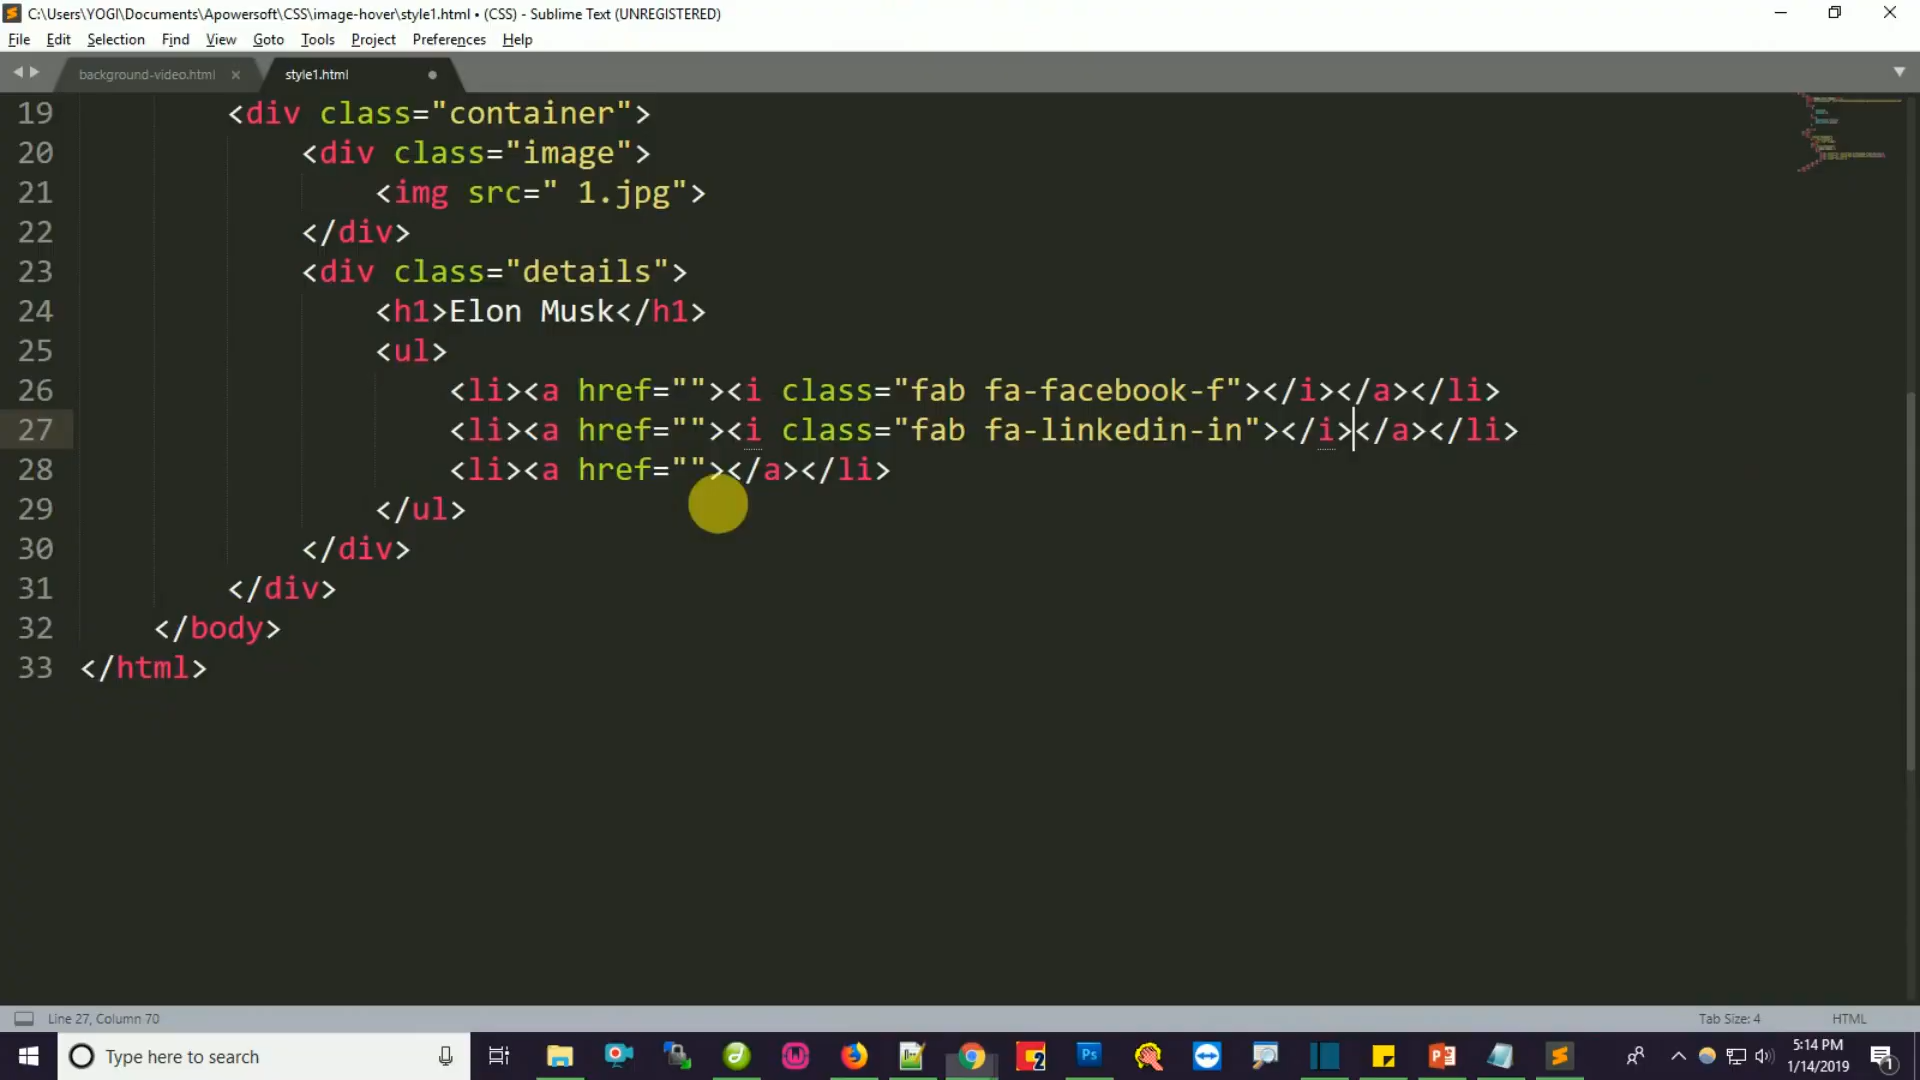 C:\Users\YOGI\Documents\Apowersoft\CSS\image-hover\style1.html • (CSS) - Sublime Text (UNREGISTERED)
File Edit Selection Find View Goto Tools Project Preferences Help
background-video.html × style1.html
19 <div class="container">
20 <div class="image">
21 <img src=" 1.jpg">
22 </div>
23 <div class="details">
24 <h1>Elon Musk</h1>
25 <ul>
26 <li><a href=""><i class="fab fa-facebook-f"></i></a></li>
27 <li><a href=""><i class="fab fa-linkedin-in"></i></a></li>
28 <li><a href=""></a></li>
29 </ul>
30 </div>
31 </div>
32 </body>
33 </html>
Line 27, Column 70 Tab Size: 4 HTML
Type here to search
Ps
2
5:14 PM
1/14/2019
1